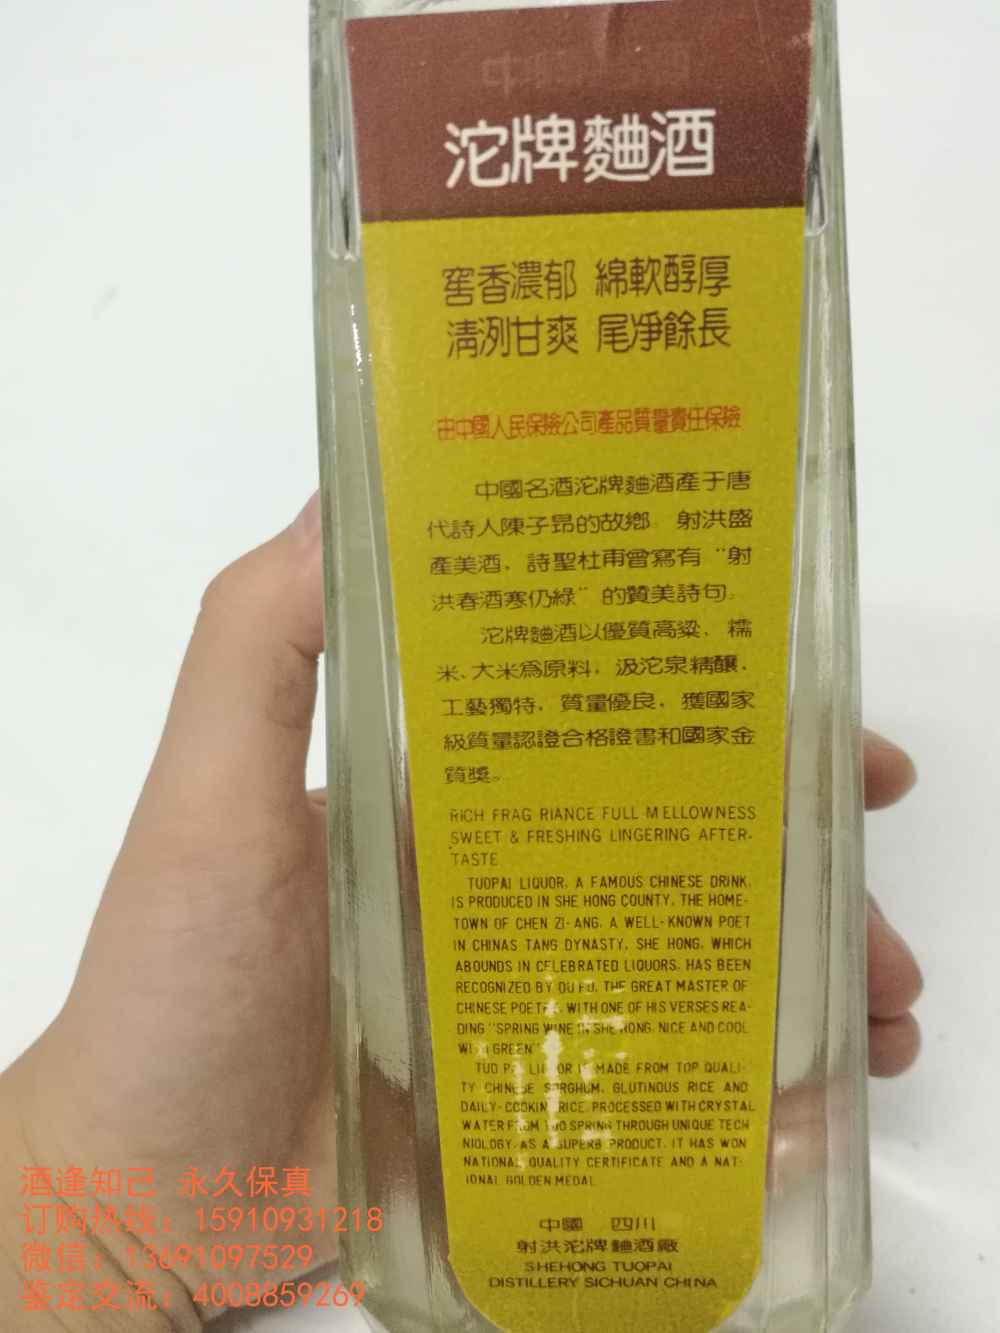 沱牌麯酒
窖香濃郁 綿軟醇厚
清洌甘爽 尾净餘長
由中國人民保險公司產品質量責任保險
中國名酒沱牌麯酒產于唐
代詩人陳子昂的故鄉。射洪盛
產美酒，詩聖杜甫曾寫有“射
洪春酒寒仍綠”的贊美詩句。
沱牌麯酒以優質高粱、糯
米、大米爲原料，汲沱泉精釀，
工藝獨特，質量優良，獲國家
級質量認證合格證書和國家金
質獎。
RICH FRAG RIANCE FULL MELLOWNESS
SWEET & FRESHING LINGERING AFTER-
TASTE
TUOPAI LIQUOR, A FAMOUS CHINESE DRINK,
IS PRODUCED IN SHE HONG COUNTY, THE HOME-
TOWN OF CHEN ZI-ANG, A WELL-KNOWN POET
IN CHINAS TANG DYNASTY. SHE HONG, WHICH
ABOUNDS IN CELEBRATED LIQUORS, HAS BEEN
RECOGNIZED BY DU FU, THE GREAT MASTER OF
CHINESE WITH ONE OF HIS VERSES REA-
DING "SPRING WINE IN SHE HONG, NICE AND COOL
WITH GREEN"
TUO PAI LIQUOR IS MADE FROM TOP QUALI-
TY CHINESE SORGHUM, GLUTINOUS RICE AND
DAILY-COOKING RICE, PROCESSED WITH CRYSTAL
WATER FROM TUO SPRING THROUGH UNIQUE TECH
NIOLOGY. AS A SUPERB PRODUCT, IT HAS WON
NATIONAL QUALITY CERTIFICATE AND A NAT-
IONAL GOLDEN MEDAL
中國 四川
射洪沱牌麯酒廠
SHEHONG TUOPAI
DISTILLERY SICHUAN CHINA
酒逢知己 永久保真
订购热线：15910931218
微信：13691097529
鉴定交流：4008859269